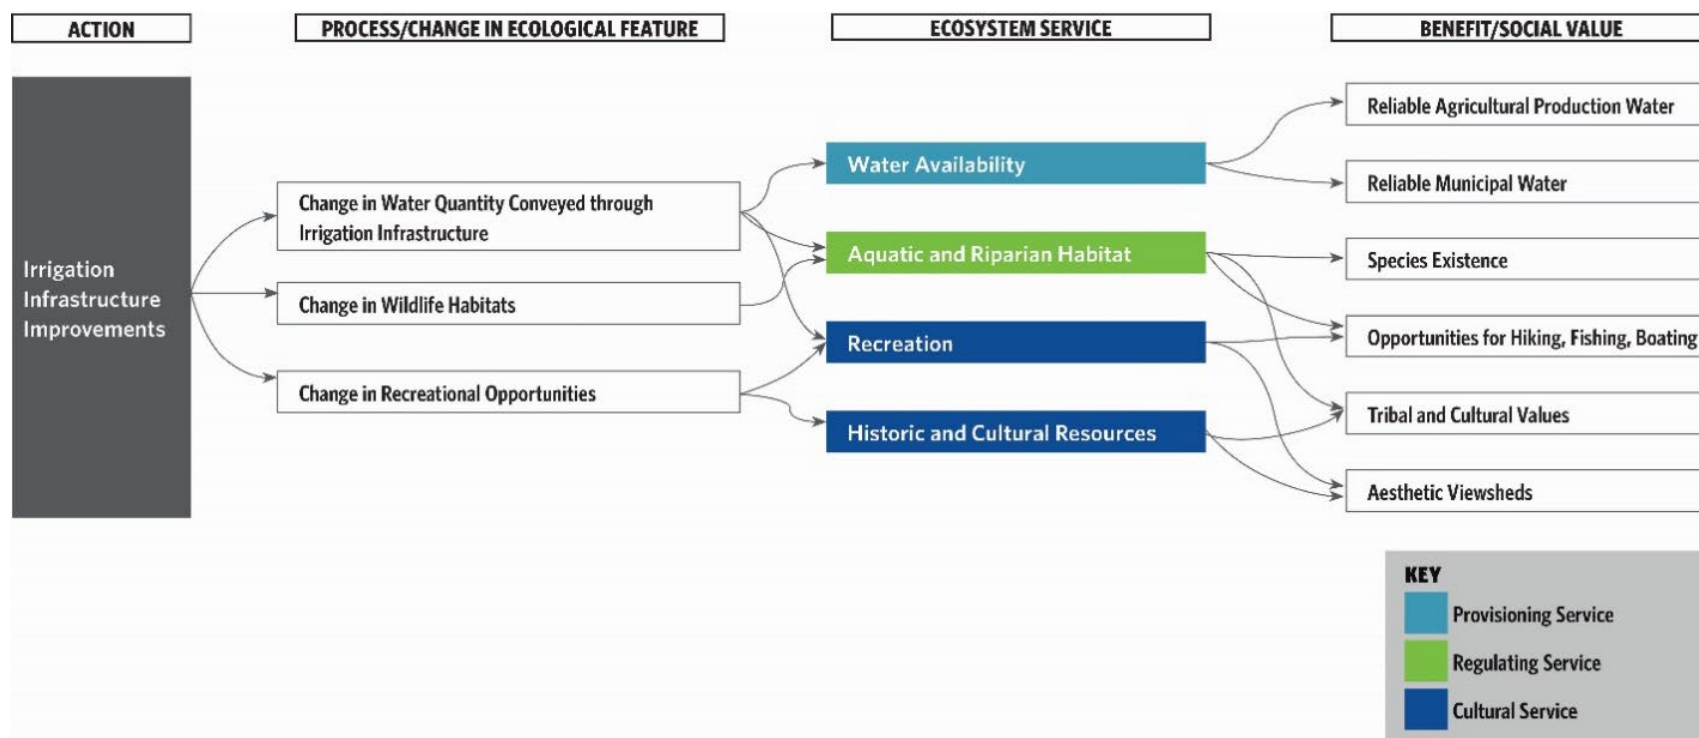 ACTION
PROCESS/CHANGE IN ECOLOGICAL FEATURE
ECOSYSTEM SERVICE
BENEFIT/SOCIAL VALUE
Irrigation
Infrastructure
Improvements
Change in Water Quantity Conveyed through
Irrigation Infrastructure
Change in Wildlife Habitats
Change in Recreational Opportunities
Water Availability
Aquatic and Riparian Habitat
Recreation
Historic and Cultural Resources
Reliable Agricultural Production Water
Reliable Municipal Water
Species Existence
Opportunities for Hiking, Fishing, Boating
Tribal and Cultural Values
Aesthetic Viewsheds
KEY
Provisioning Service
Regulating Service
Cultural Service